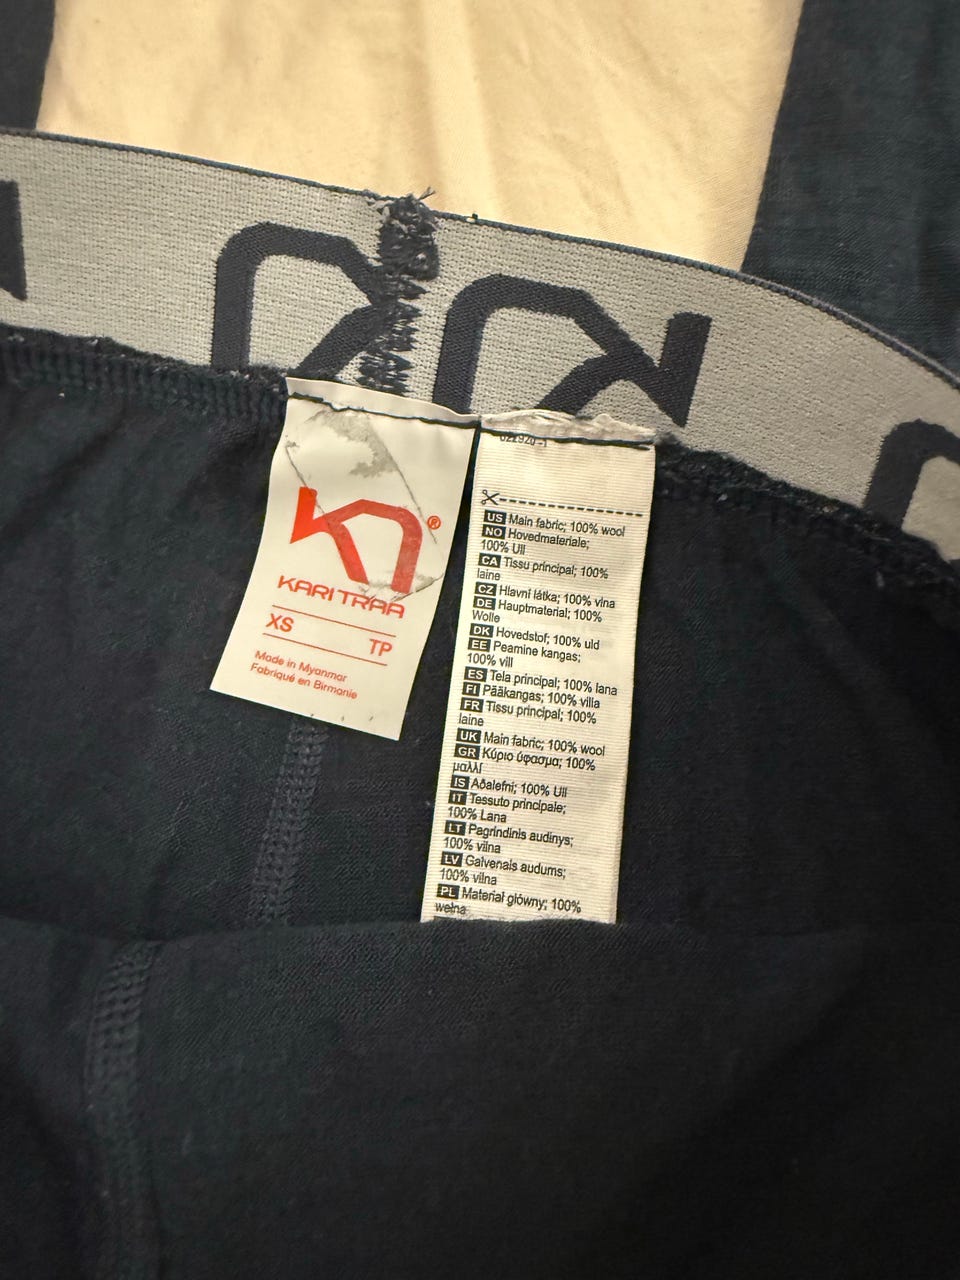 KARI TRAA
XS
TP
Made in Myanmar
Fabriqué en Birmanie
US Main fabric; 100% wool
NO Hovedmateriale;
100% Ull
CA Tissu principal; 100%
laine
CZ Hlavní látka; 100% vlna
DE Hauptmaterial; 100%
Wolle
DK Hovedstof; 100% uld
EE Peamine kangas;
100% vill
ES Tela principal; 100% lana
FI Pääkangas; 100% villa
FR Tissu principal; 100%
laine
UK Main fabric; 100% wool
GR Κύριο ύφασμα; 100%
μαλλί
IS Aðalefni; 100% Ull
IT Tessuto principale;
100% Lana
LT Pagrindinis audinys;
100% vilna
LV Galvenais audums;
100% vilna
PL Materiał główny; 100%
wełna